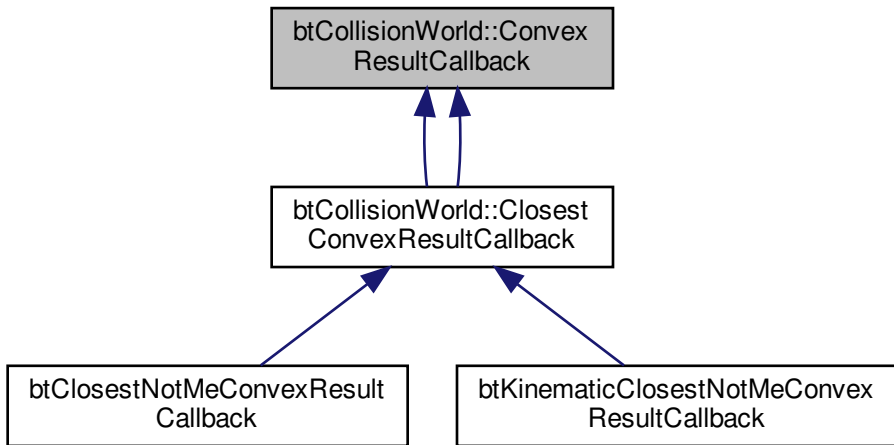 btCollisionWorld::Convex
ResultCallback
btCollisionWorld::Closest
ConvexResultCallback
btClosestNotMeConvexResult
Callback
btKinematicClosestNotMeConvex
ResultCallback